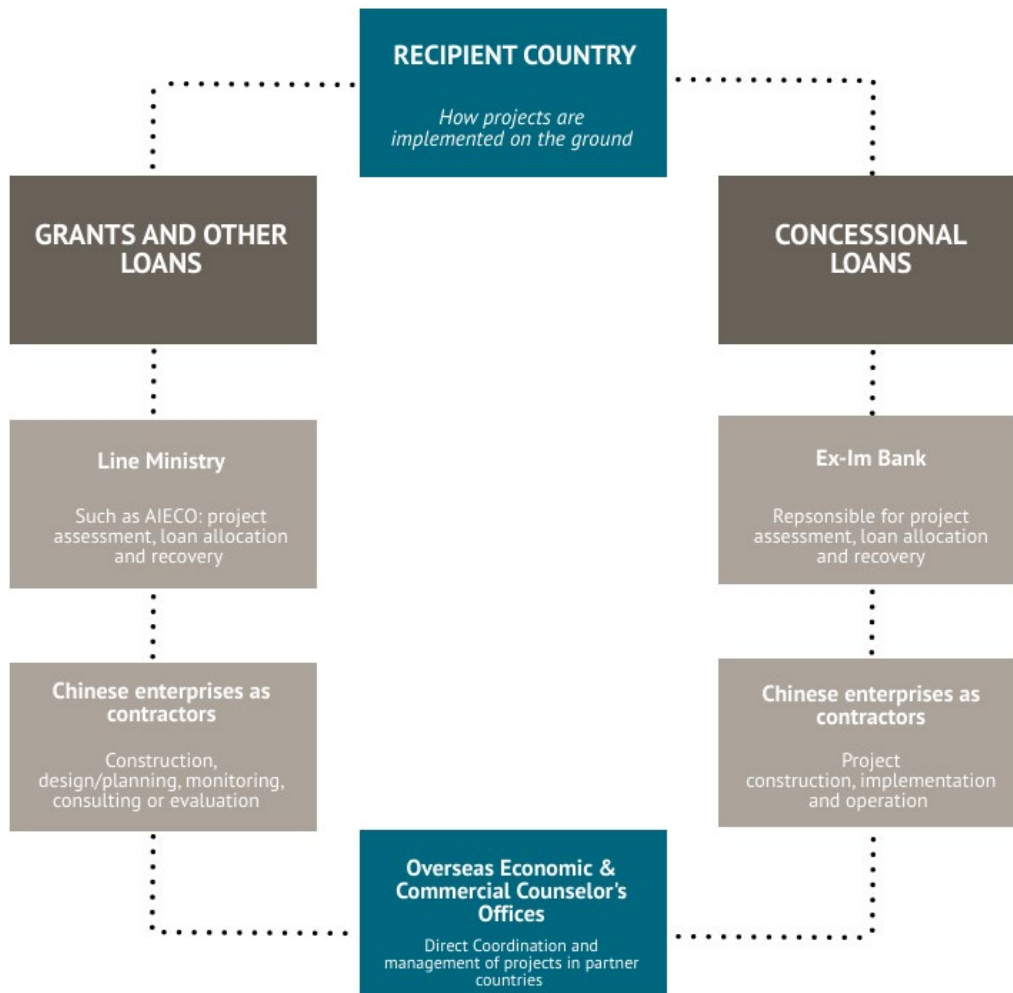 RECIPIENT COUNTRY
How projects are
implemented on the ground
GRANTS AND OTHER
LOANS
CONCESSIONAL
LOANS
Line Ministry
Such as AIECO: project
assessment, loan allocation
and recovery
Ex-Im Bank
Repsonsible for project
assessment, loan allocation
and recovery
Chinese enterprises as
contractors
Construction,
design/planning, monitoring,
consulting or evaluation
Chinese enterprises as
contractors
Project
construction, implementation
and operation
Overseas Economic &
Commercial Counselor's
Offices
Direct Coordination and
management of projects in partner
countries